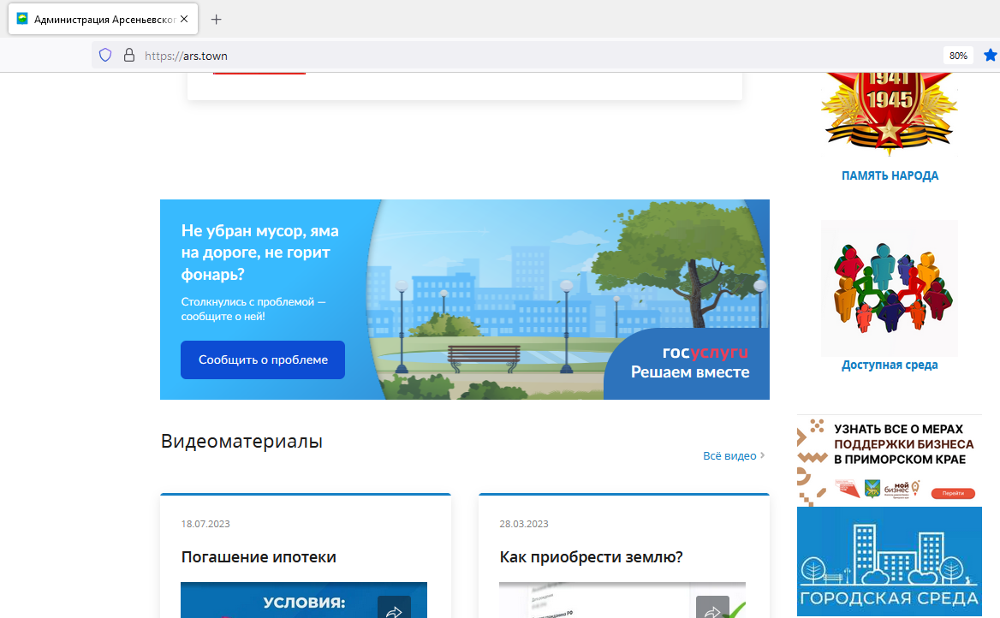 Администрация Арсеньевског
https://ars.town
80%
1941
1945
ПАМЯТЬ НАРОДА
Не убран мусор, яма
на дороге, не горит
фонарь?
Столкнулись с проблемой —
сообщите о ней!
Сообщить о проблеме
госуслуги
Решаем вместе
Доступная среда
Видеоматериалы
Всё видео
УЗНАТЬ ВСЕ О МЕРАХ
ПОДДЕРЖКИ БИЗНЕСА
В ПРИМОРСКОМ КРАЕ
мой
бизнес
Перейти
18.07.2023
Погашение ипотеки
УСЛОВИЯ:
28.03.2023
Как приобрести землю?
ГОРОДСКАЯ СРЕДА